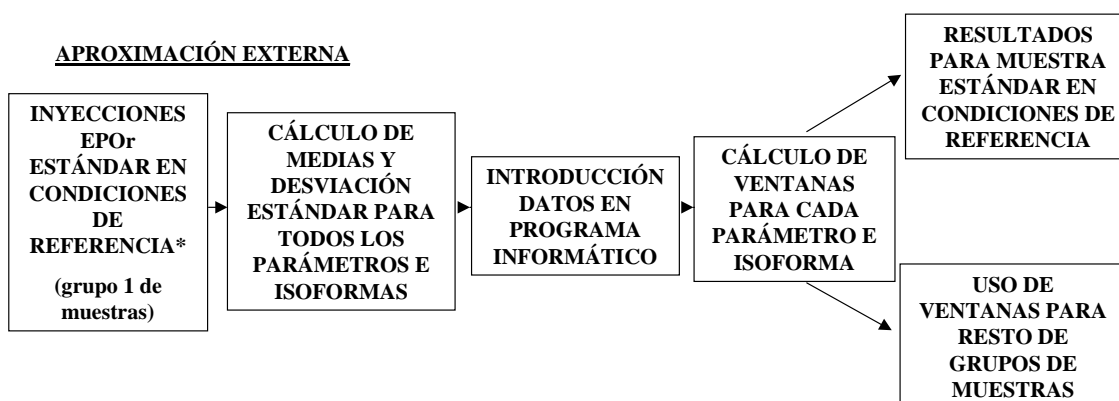 APROXIMACIÓN EXTERNA
INYECCIONES
EPOr
ESTÁNDAR EN
CONDICIONES
DE
REFERENCIA*
(grupo 1 de
muestras)
CÁLCULO DE
MEDIAS Y
DESVIACIÓN
ESTÁNDAR PARA
TODOS LOS
PARÁMETROS E
ISOFORMAS
INTRODUCCIÓN
DATOS EN
PROGRAMA
INFORMÁTICO
CÁLCULO DE
VENTANAS
PARA CADA
PARÁMETRO E
ISOFORMA
RESULTADOS
PARA MUESTRA
ESTÁNDAR EN
CONDICIONES DE
REFERENCIA
USO DE
VENTANAS PARA
RESTO DE
GRUPOS DE
MUESTRAS